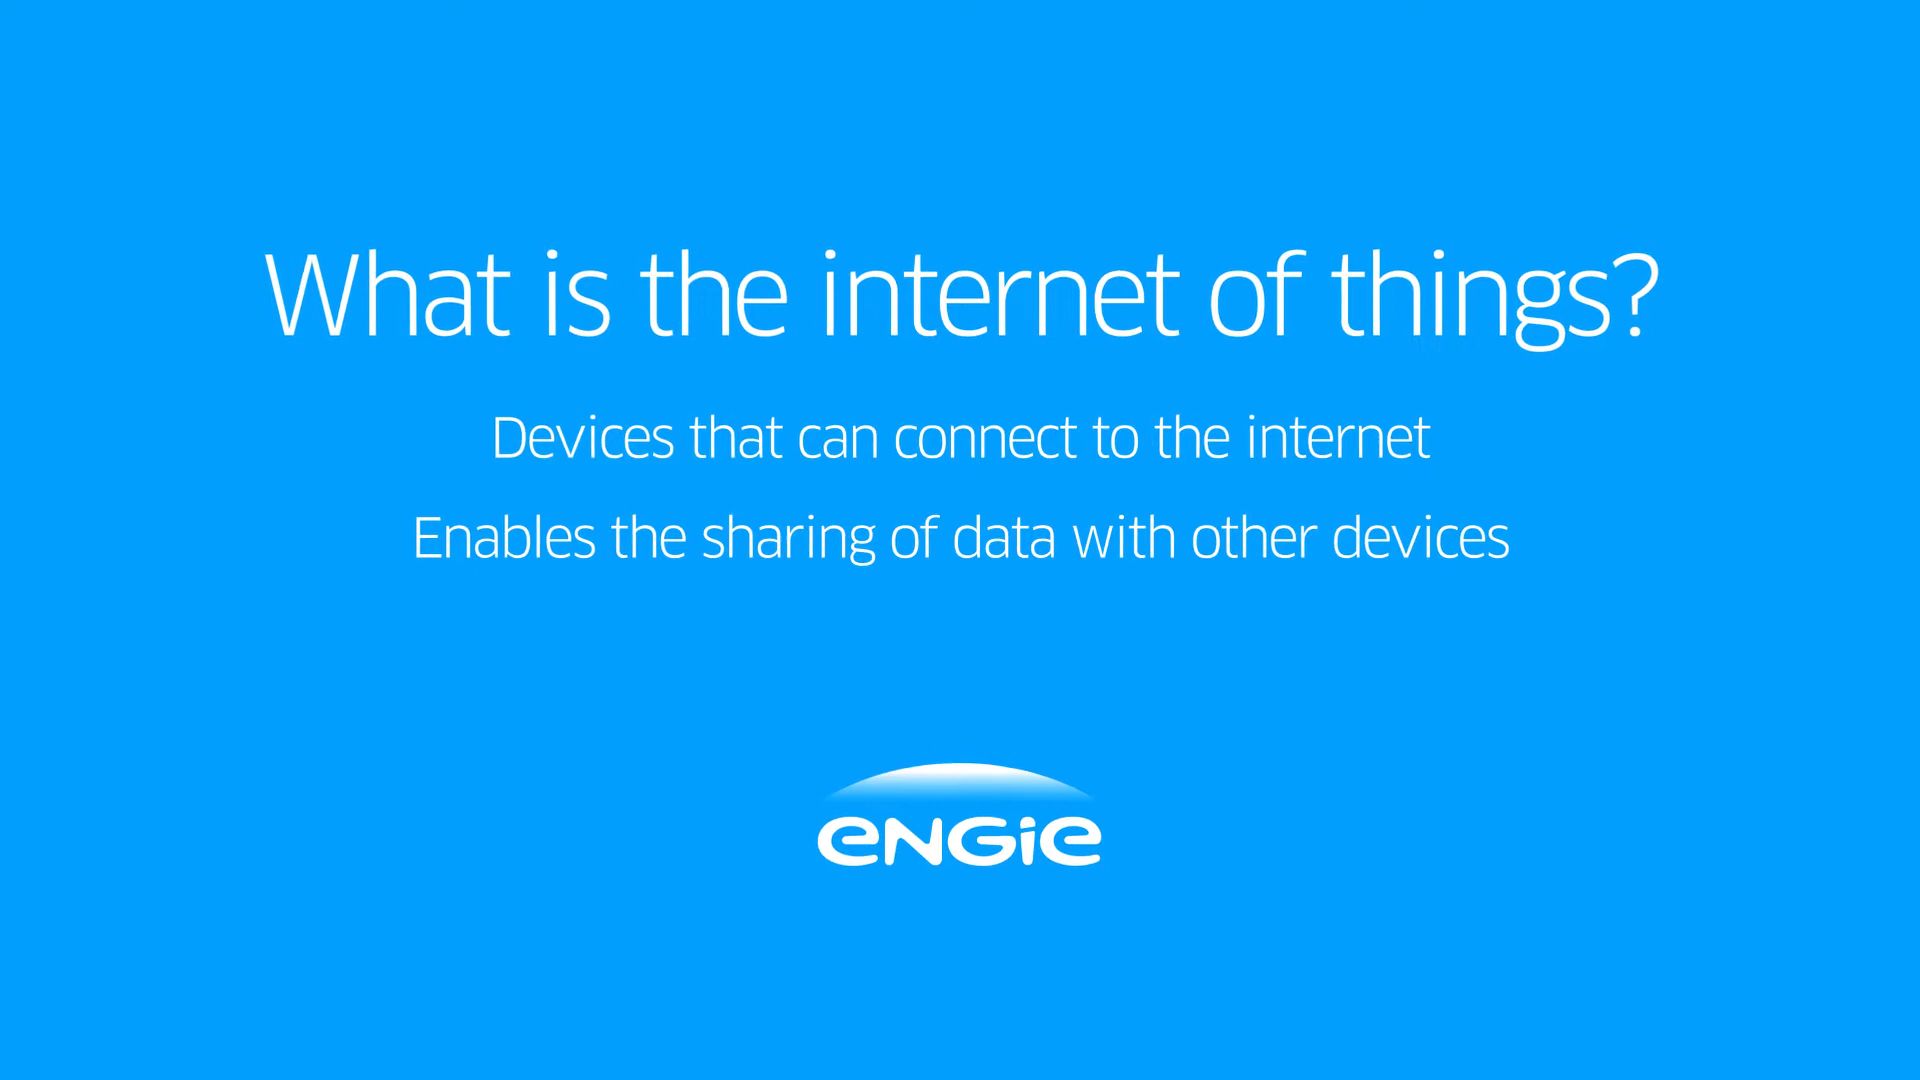 What is the internet of things?
Devices that can connect to the internet
Enables the sharing of data with other devices
ENGIE